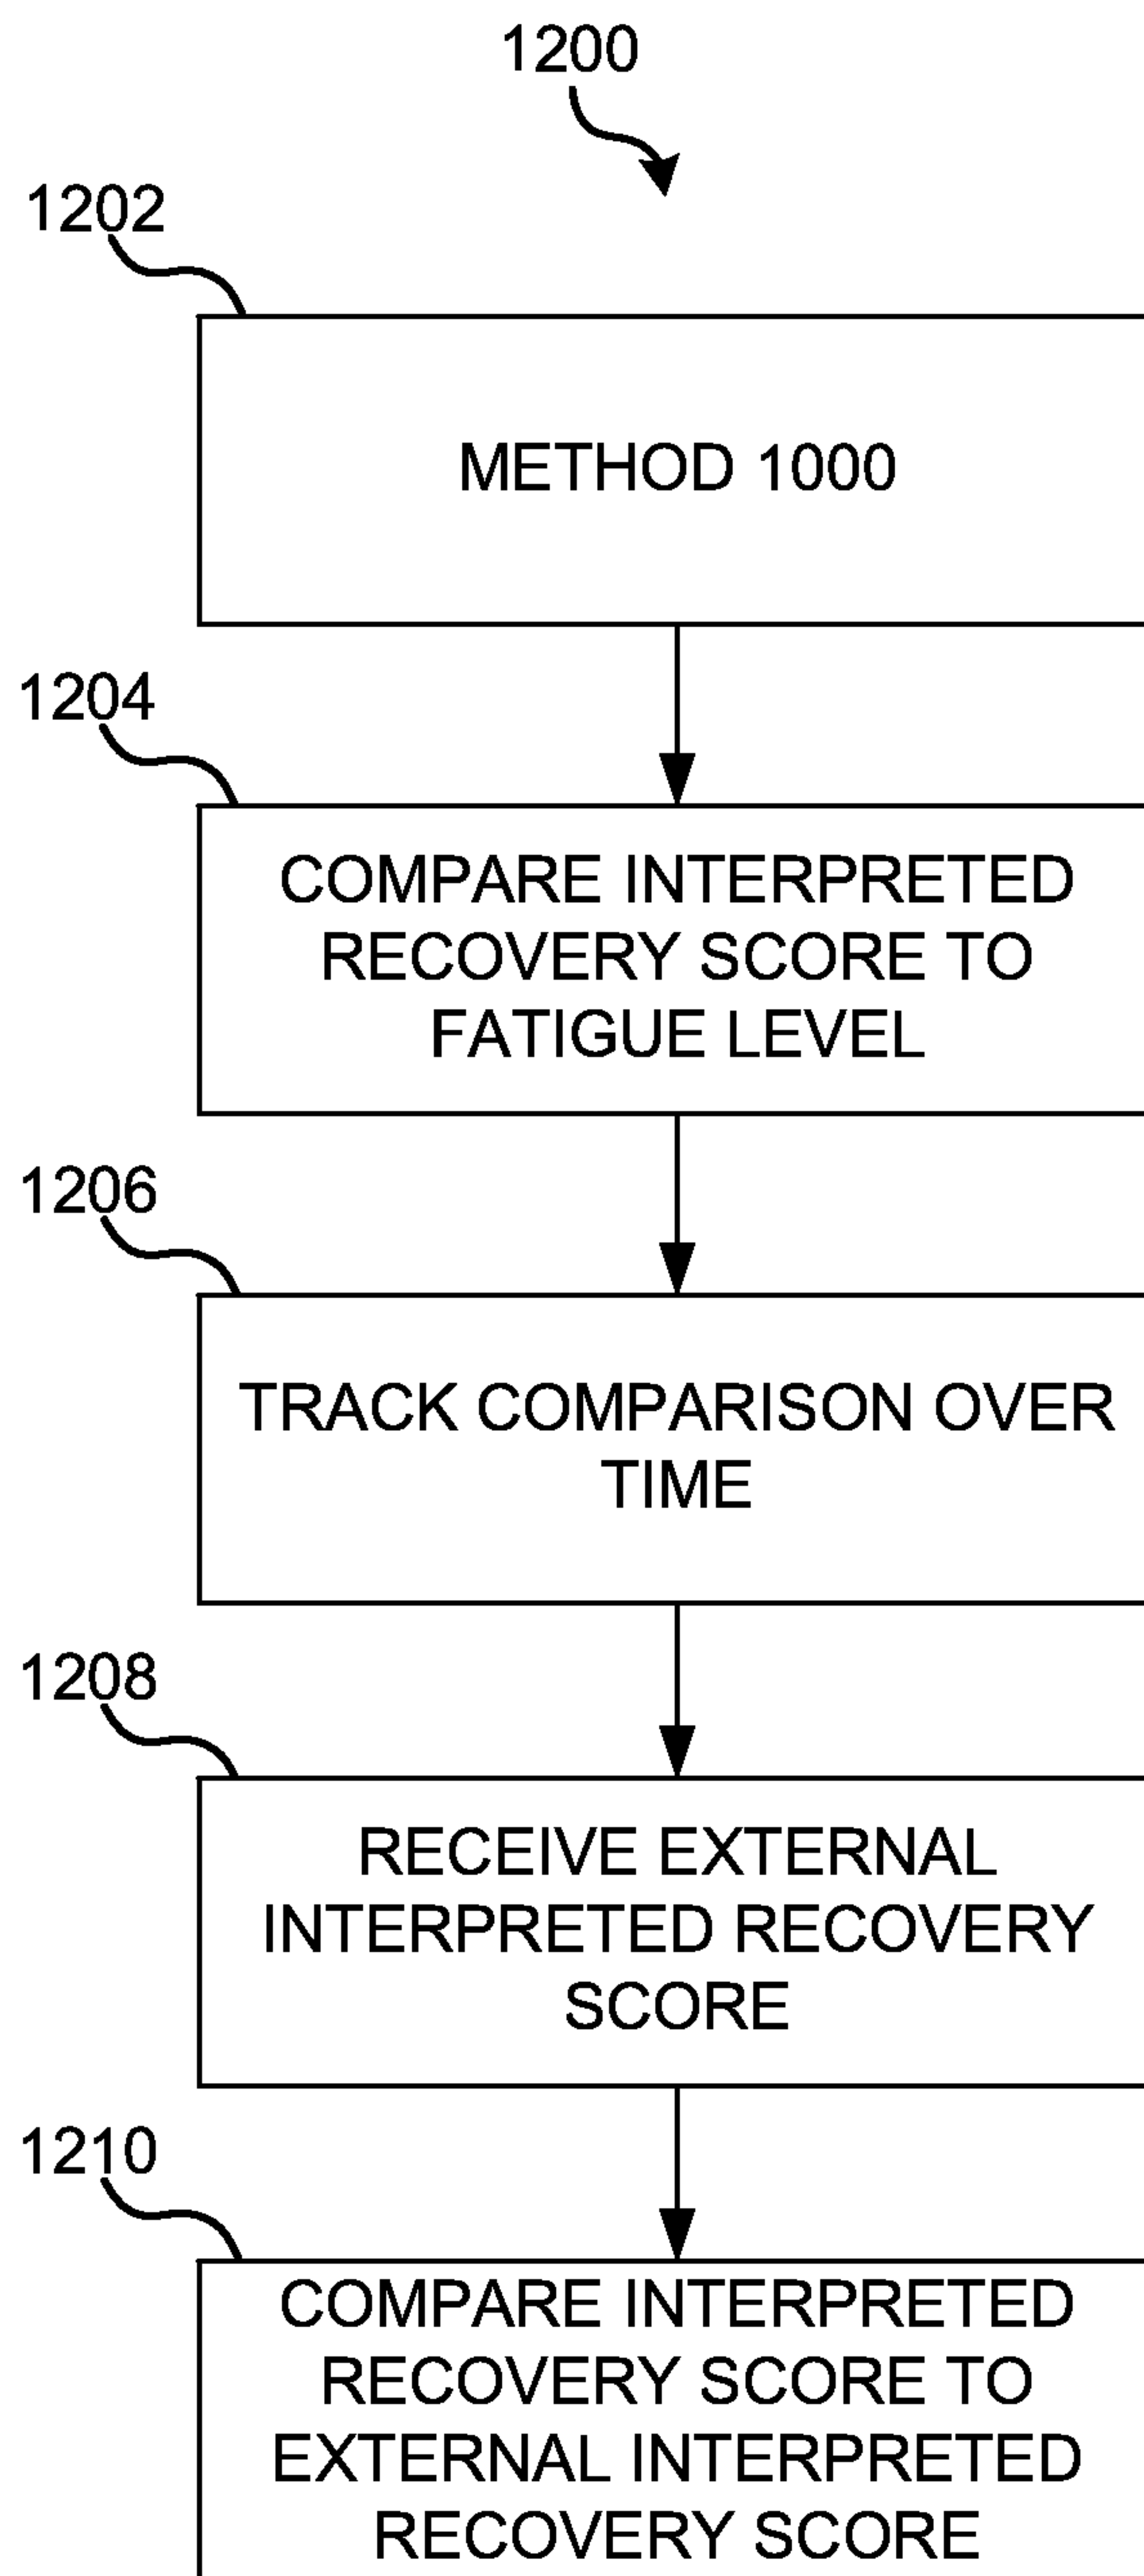 1200
1202
METHOD 1000
1204
COMPARE INTERPRETED
RECOVERY SCORE TO
FATIGUE LEVEL
1206
TRACK COMPARISON OVER
TIME
1208
RECEIVE EXTERNAL
INTERPRETED RECOVERY
SCORE
1210
COMPARE INTERPRETED
RECOVERY SCORE TO
EXTERNAL INTERPRETED
RECOVERY SCORE